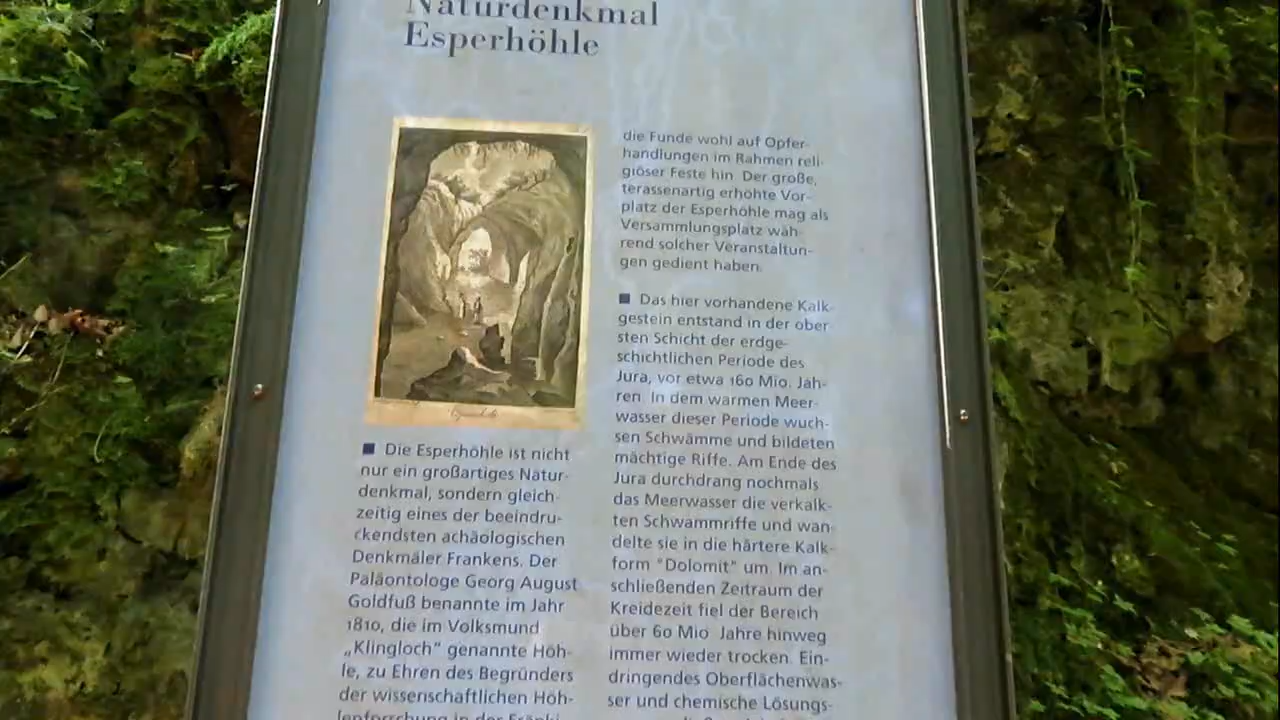 Naturdenkmal
Esperhöhle
Die Esperhöhle ist nicht
nur ein großartiges Natur-
denkmal, sondern gleich-
zeitig eines der beeindru-
ckendsten achäologischen
Denkmäler Frankens. Der
Paläontologe Georg August
Goldfuß benannte im Jahr
1810, die im Volksmund
„Klingloch“ genannte Höh-
le, zu Ehren des Begründers
der wissenschaftlichen Höh-
lenforschung in der Fränki-
die Funde wohl auf Opfer-
handlungen im Rahmen reli-
giöser Feste hin. Der große,
terassenartig erhöhte Vor-
platz der Esperhöhle mag als
Versammlungsplatz wäh-
rend solcher Veranstaltun-
gen gedient haben.
Das hier vorhandene Kalk-
gestein entstand in der ober
sten Schicht der erdge-
schichtlichen Periode des
Jura, vor etwa 160 Mio. Jah-
ren. In dem warmen Meer-
wasser dieser Periode wuch-
sen Schwämme und bildeten
mächtige Riffe. Am Ende des
Jura durchdrang nochmals
das Meerwasser die verkalk-
ten Schwammriffe und wan-
delte sie in die härtere Kalk-
form "Dolomit" um. Im an-
schließenden Zeitraum der
Kreidezeit fiel der Bereich
über 60 Mio. Jahre hinweg
immer wieder trocken. Ein-
dringendes Oberflächenwas-
ser und chemische Lösungs-